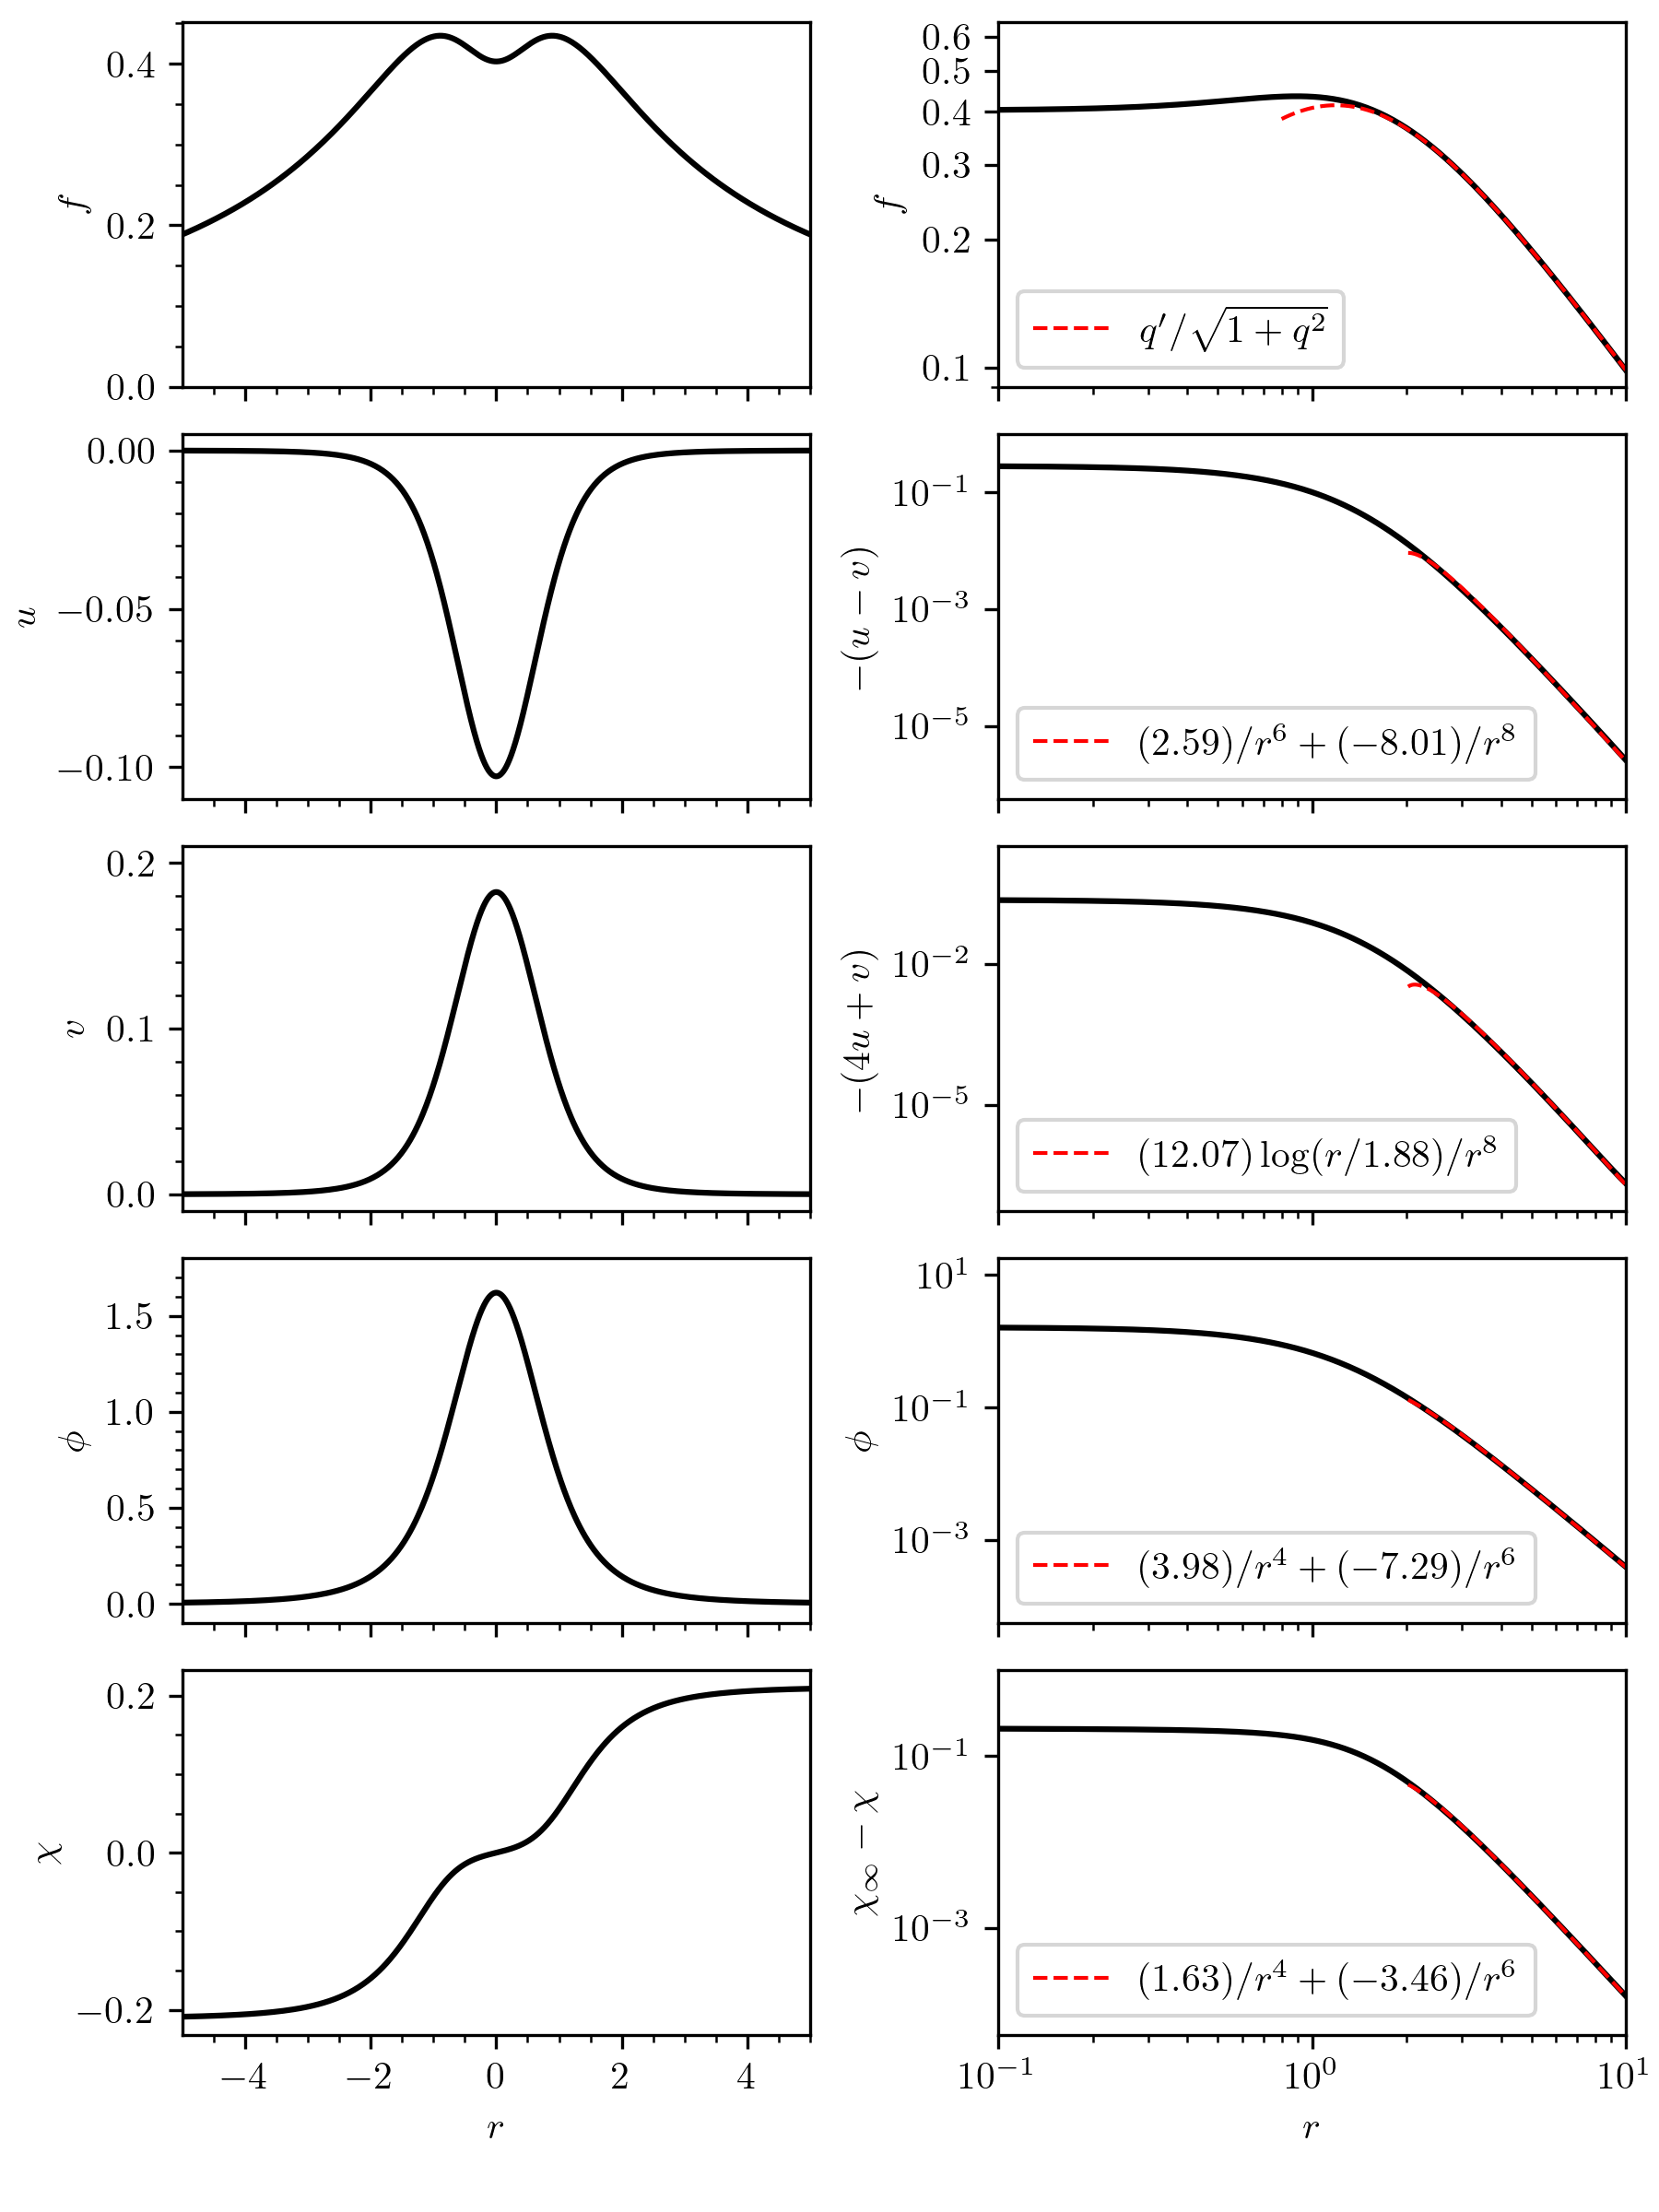 0.4
0.2
0.0
f
0.6
0.5
0.4
0.3
0.2
0.1
f
q′/√1 + q²
0.00
−0.05
−0.10
u
10⁻¹
10⁻³
10⁻⁵
−(u − v)
(2.59)/r⁶ + (−8.01)/r⁸
0.2
0.1
0.0
v
10⁻²
10⁻⁵
−(4u + v)
(12.07) log(r/1.88)/r⁸
1.5
1.0
0.5
0.0
ϕ
10¹
10⁻¹
10⁻³
ϕ
(3.98)/r⁴ + (−7.29)/r⁶
0.2
0.0
−0.2
χ
−4 −2 0 2 4
r
10⁻¹
10⁻³
χ∞ − χ
(1.63)/r⁴ + (−3.46)/r⁶
10⁻¹ 10⁰ 10¹
r